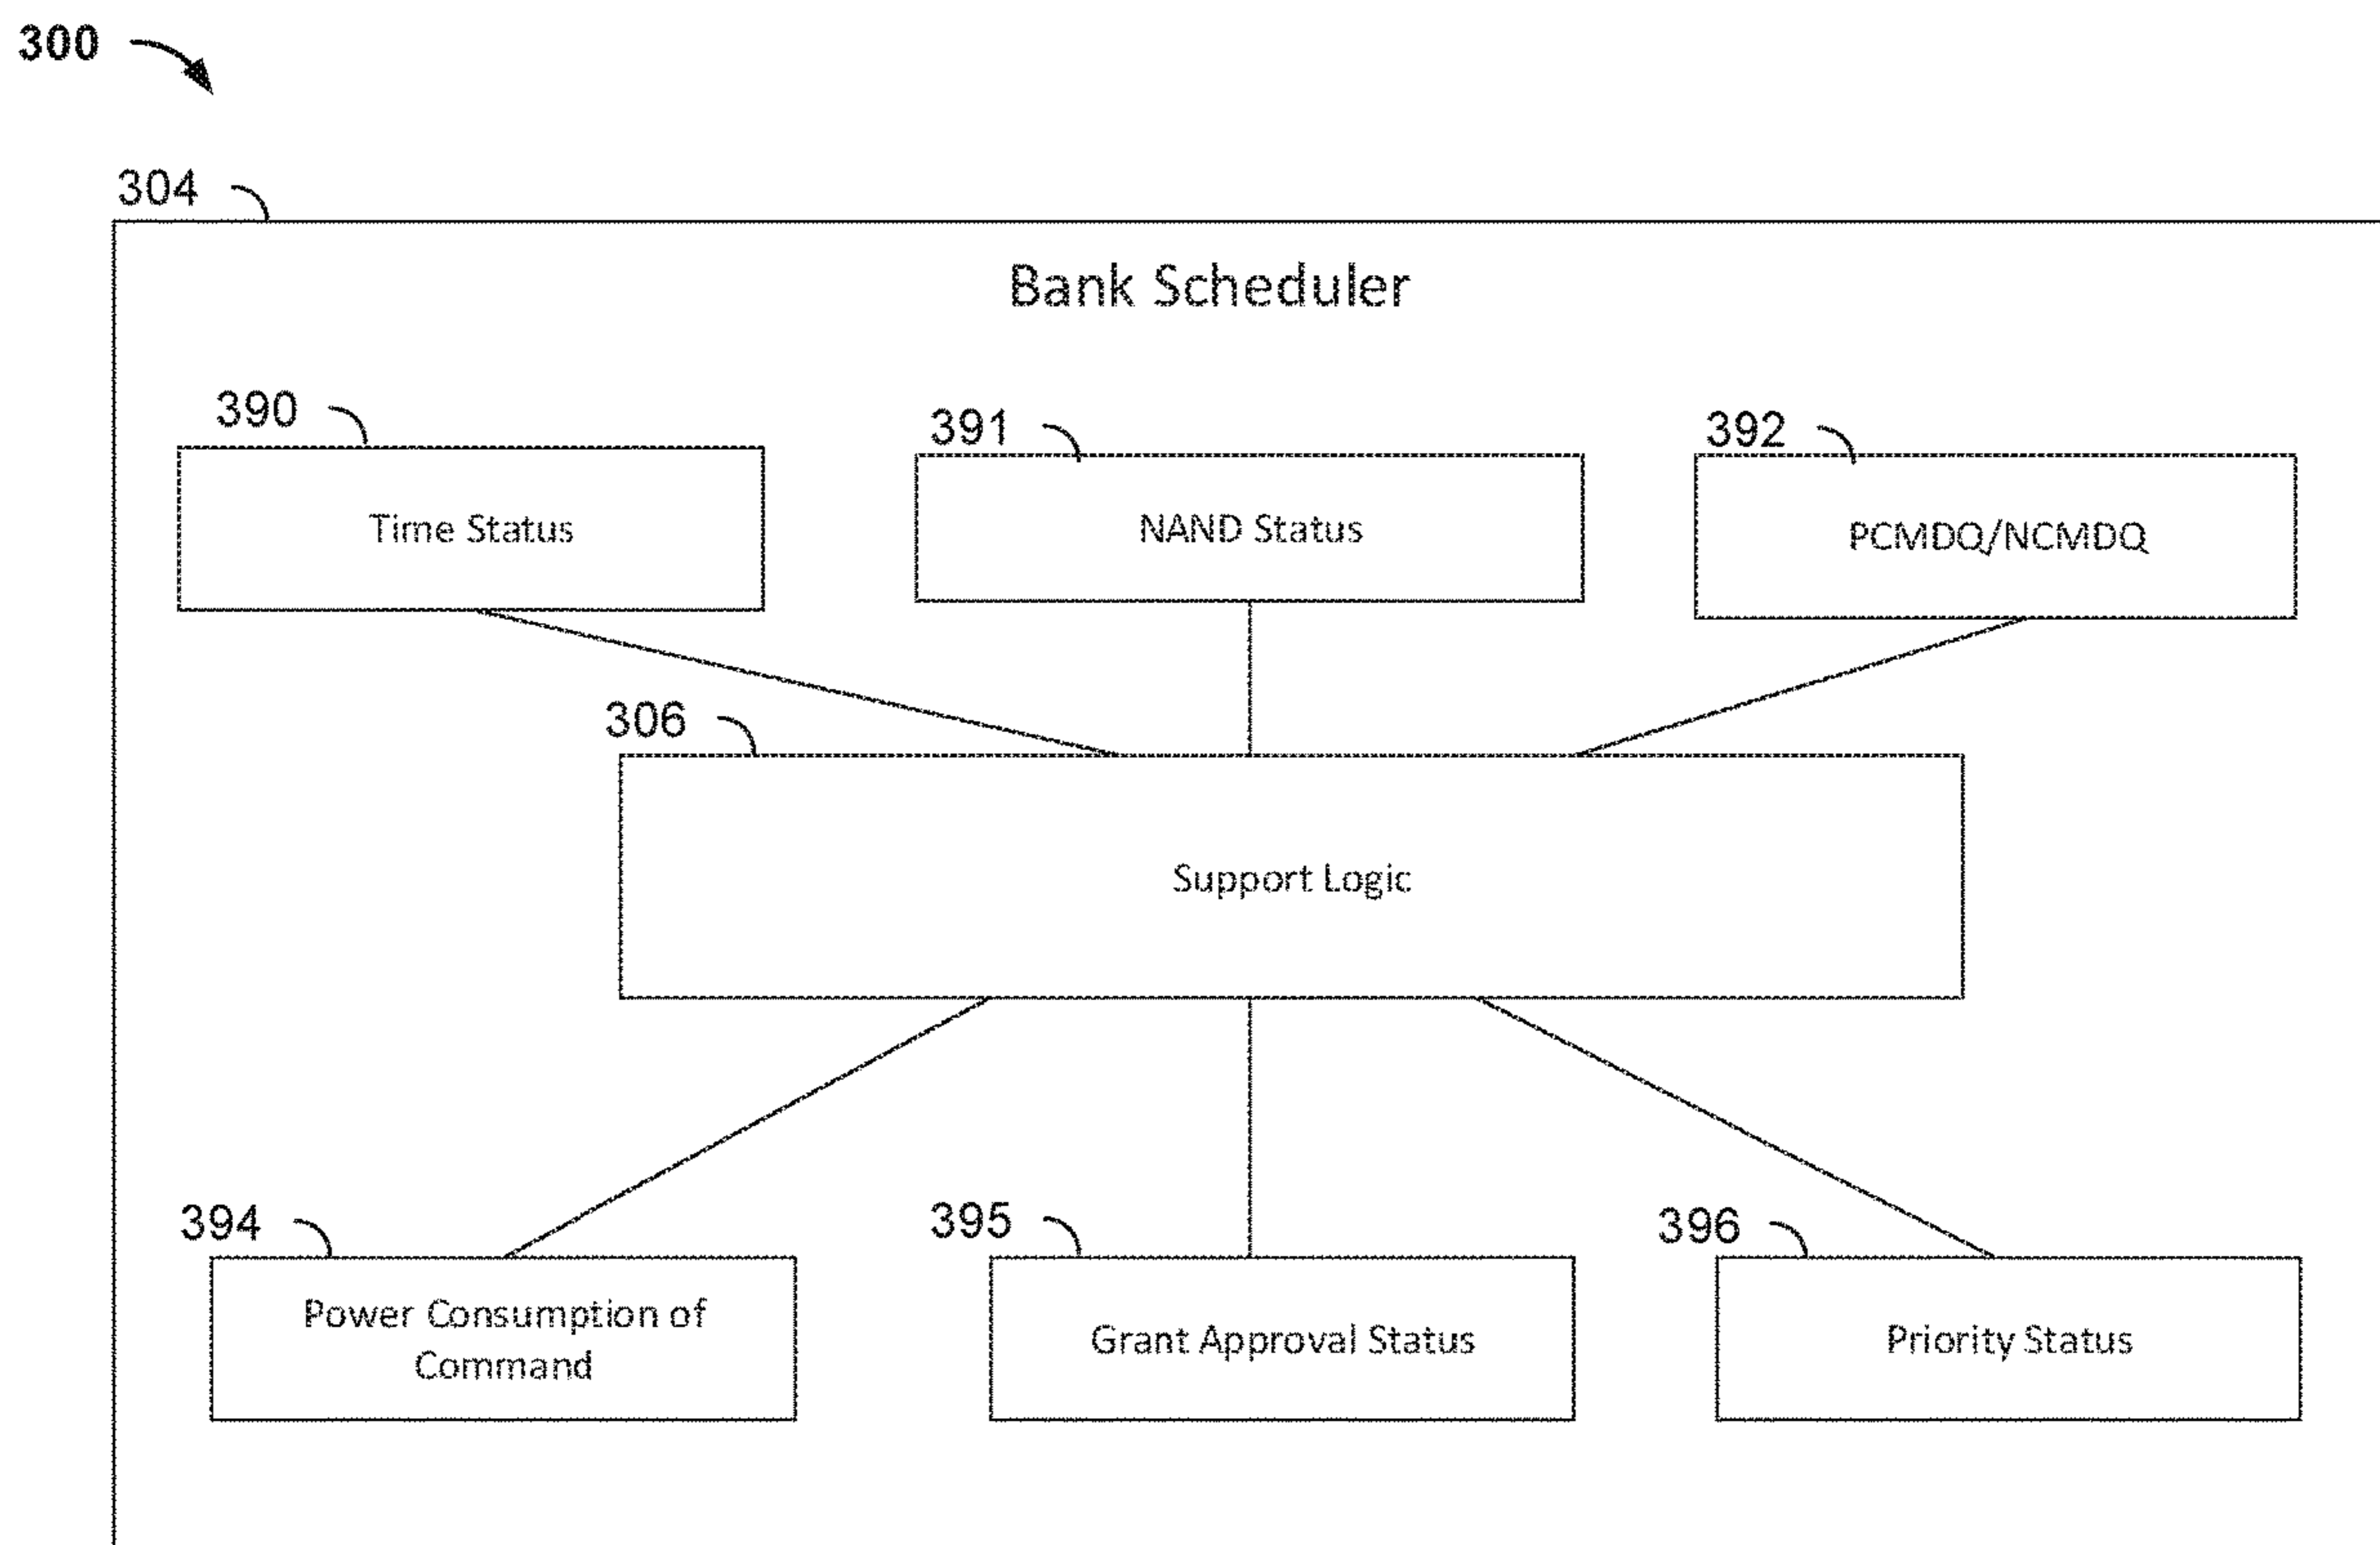 300
304
Bank Scheduler
390
391
392
Time Status
NAND Status
PCMDQ/NCMDQ
306
Support Logic
394
395
396
Power Consumption of
Command
Grant Approval Status
Priority Status